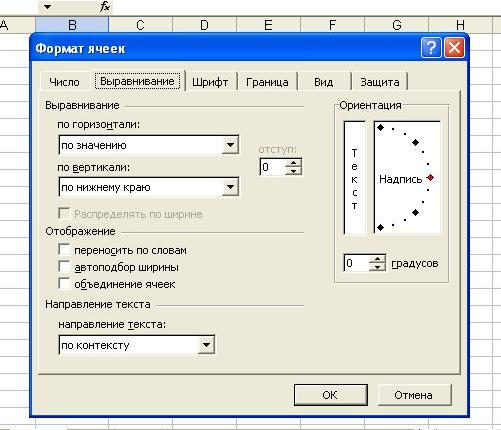 fx
A B C D E F G H
Формат ячеек
Число Выравнивание Шрифт Граница Вид Защита
Выравнивание
по горизонтали:
по значению
отступ:
0
по вертикали:
по нижнему краю
Распределять по ширине
Отображение
переносить по словам
автоподбор ширины
объединение ячеек
Направление текста
направление текста:
по контексту
Ориентация
Текст
Надпись
0 градусов
ОК Отмена